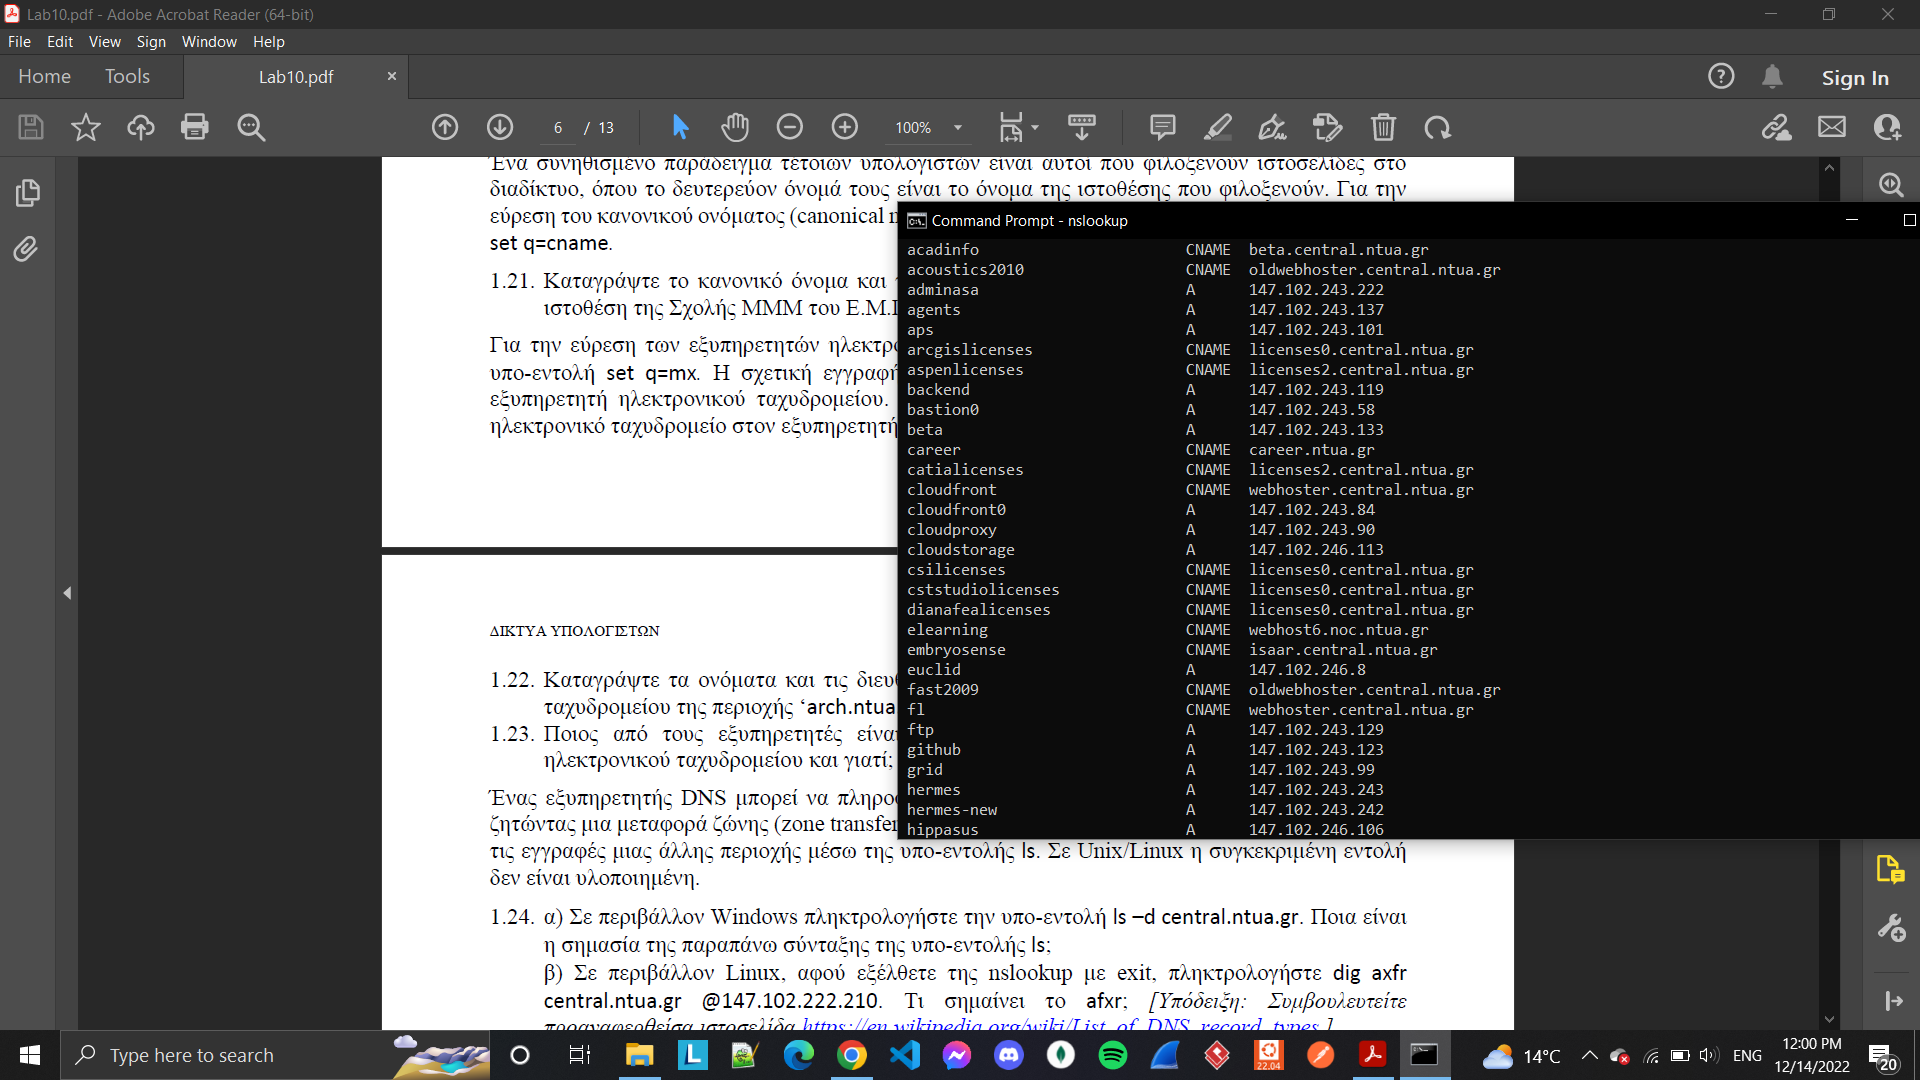 Lab10.pdf - Adobe Acrobat Reader (64-bit)
File Edit View Sign Window Help
Home Tools Lab10.pdf × Sign In
6 / 13 100%
Ένα συνηθισμένο παράδειγμα τέτοιων υπολογιστών είναι αυτοί που φιλοξενούν ιστοσελίδες στο
διαδίκτυο, όπου το δευτερεύον όνομά τους είναι το όνομα της ιστοθέσης που φιλοξενούν. Για την
εύρεση του κανονικού ονόματος (canonical
set q=cname.
1.21. Καταγράψτε το κανονικό όνομα και
ιστοθέση της Σχολής ΜΜΜ του Ε.Μ.
Για την εύρεση των εξυπηρετητών
υπο-εντολή set q=mx. Η σχετική
εξυπηρετητή ηλεκτρονικού ταχυδρομείου.
ηλεκτρονικό ταχυδρομείο στον
ΔΙΚΤΥΑ ΥΠΟΛΟΓΙΣΤΩΝ
1.22. Καταγράψτε τα ονόματα και τις
ταχυδρομείου της περιοχής ‘arch.ntua
1.23. Ποιος από τους εξυπηρετητές
ηλεκτρονικού ταχυδρομείου και γιατί;
Ένας εξυπηρετητής DNS μπορεί να
ζητώντας μια μεταφορά ζώνης (zone transfer
τις εγγραφές μιας άλλης περιοχής μέσω της υπο-εντολής ls. Σε Unix/Linux η συγκεκριμένη εντολή
δεν είναι υλοποιημένη.
1.24. α) Σε περιβάλλον Windows πληκτρολογήστε την υπο-εντολή ls –d central.ntua.gr. Ποια είναι
η σημασία της παραπάνω σύνταξης της υπο-εντολής ls;
β) Σε περιβάλλον Linux, αφού εξέλθετε της nslookup με exit, πληκτρολογήστε dig axfr
central.ntua.gr @147.102.222.210. Τι σημαίνει το afxr; [Υπόδειξη: Συμβουλευτείτε
προαναφερθείσα ιστοσελίδα https://en.wikipedia.org/wiki/List_of_DNS_record_types.]
Command Prompt - nslookup
acadinfo CNAME beta.central.ntua.gr
acoustics2010 CNAME oldwebhoster.central.ntua.gr
adminasa A 147.102.243.222
agents A 147.102.243.137
aps A 147.102.243.101
arcgislicenses CNAME licenses0.central.ntua.gr
aspenlicenses CNAME licenses2.central.ntua.gr
backend A 147.102.243.119
bastion0 A 147.102.243.58
beta A 147.102.243.133
career CNAME career.ntua.gr
catialicenses CNAME licenses2.central.ntua.gr
cloudfront CNAME webhoster.central.ntua.gr
cloudfront0 A 147.102.243.84
cloudproxy A 147.102.243.90
cloudstorage A 147.102.246.113
csilicenses CNAME licenses0.central.ntua.gr
cststudiolicenses CNAME licenses0.central.ntua.gr
dianafealicenses CNAME licenses0.central.ntua.gr
elearning CNAME webhost6.noc.ntua.gr
embryosense CNAME isaar.central.ntua.gr
euclid A 147.102.246.8
fast2009 CNAME oldwebhoster.central.ntua.gr
fl CNAME webhoster.central.ntua.gr
ftp A 147.102.243.129
github A 147.102.243.123
grid A 147.102.243.99
hermes A 147.102.243.243
hermes-new A 147.102.243.242
hippasus A 147.102.246.106
Type here to search
22.04
14°C
ENG
12:00 PM
12/14/2022
20